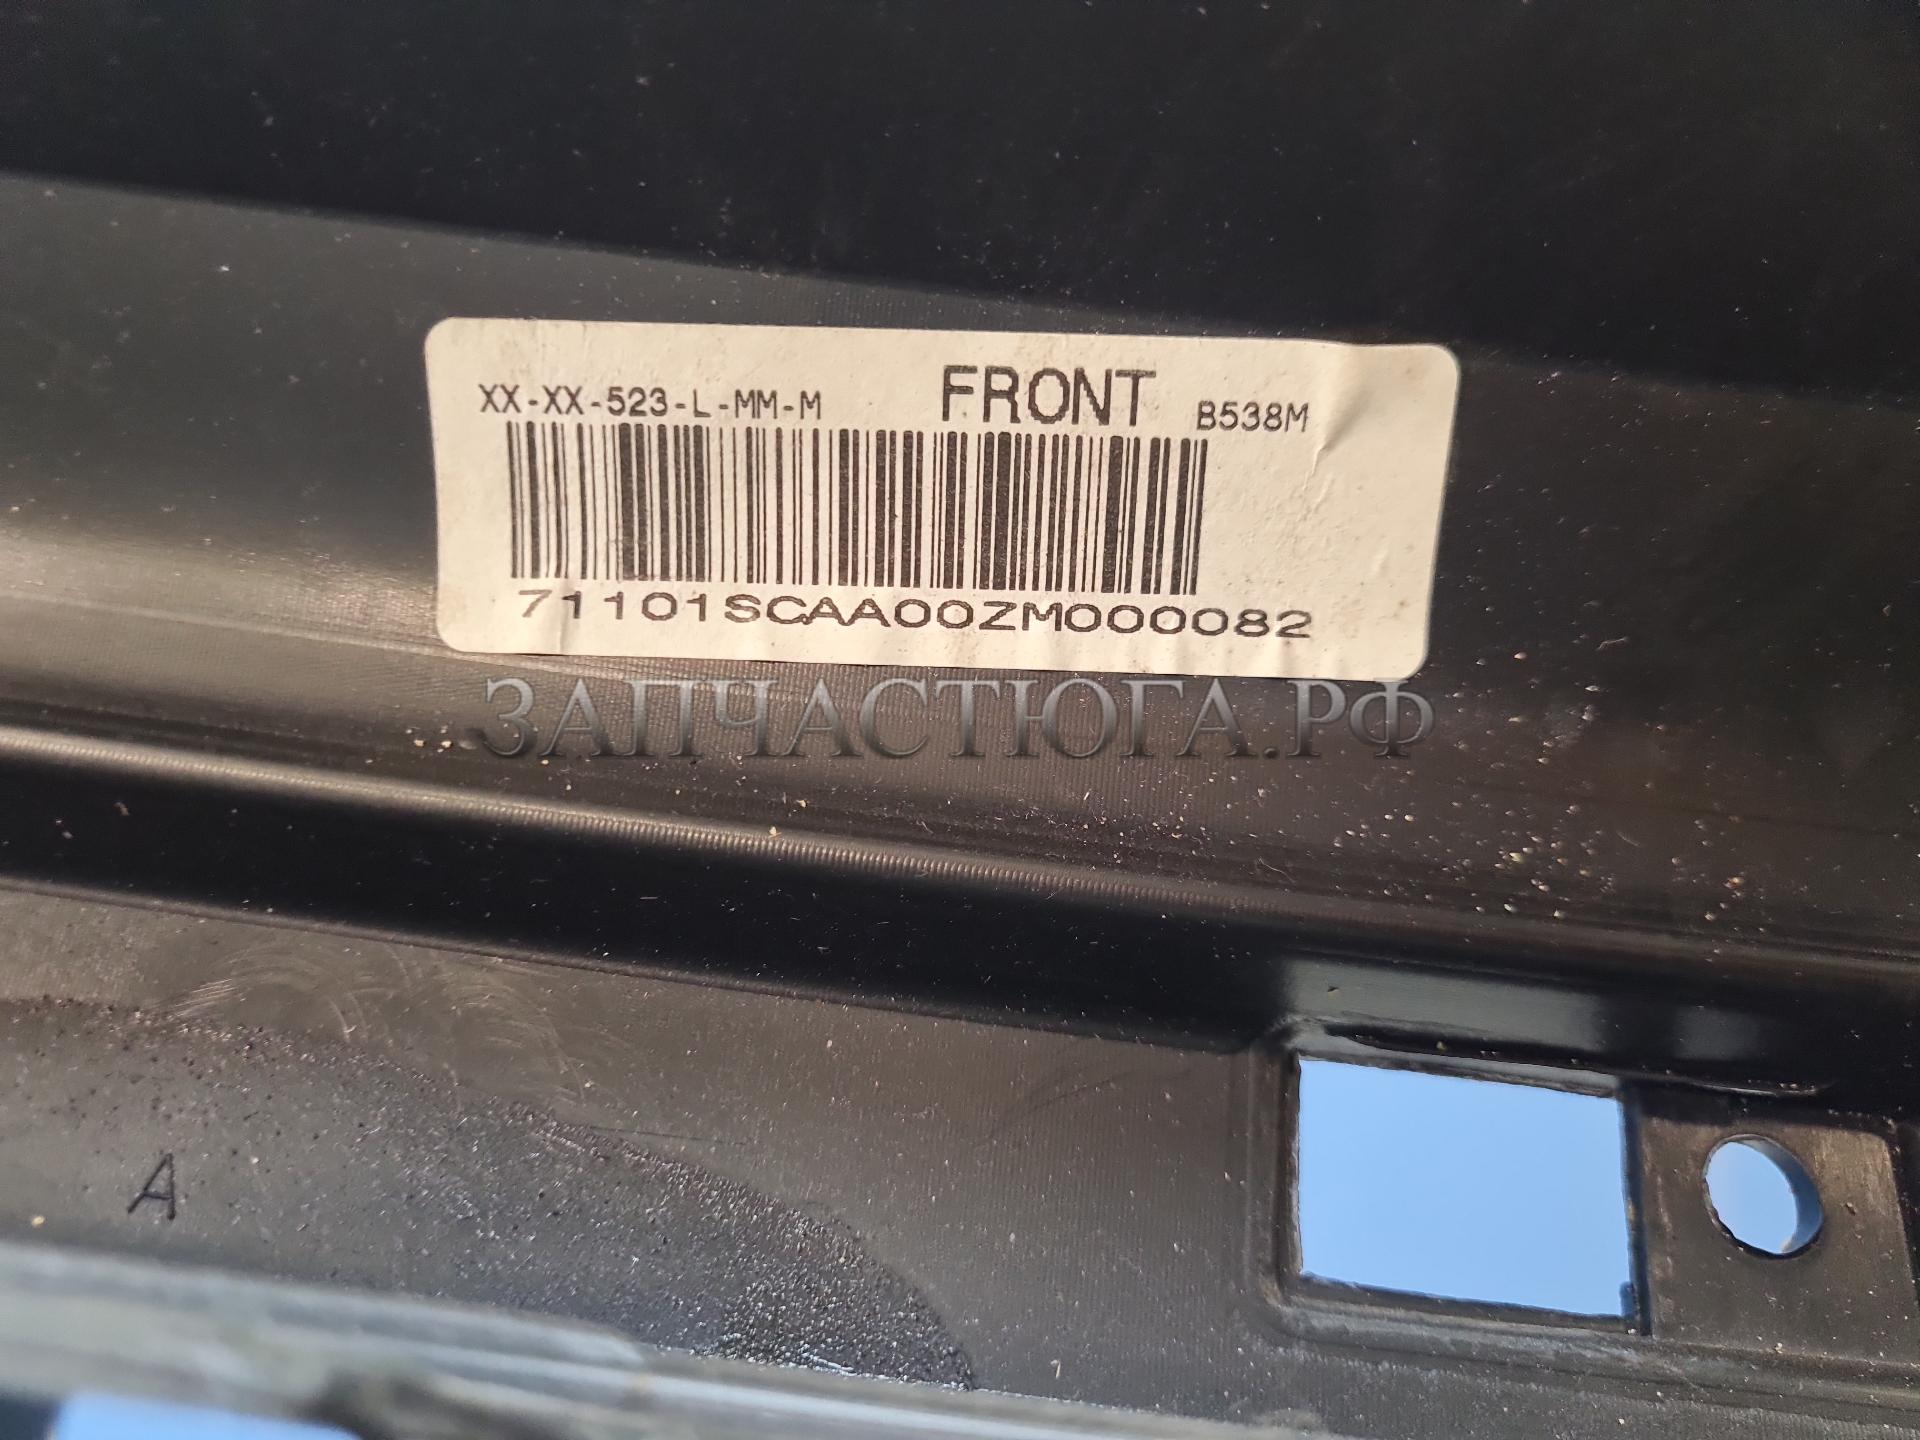 XX-XX-523-L-MM-M FRONT B538M
71101SCAA00ZM000082
ЗАПЧАСТЮГА.РФ
A